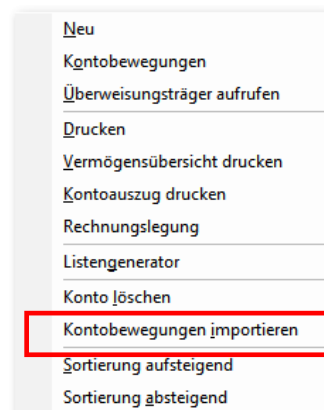 Neu
Kontobewegungen
Überweisungsträger aufrufen
Drucken
Vermögensübersicht drucken
Kontoauszug drucken
Rechnungslegung
Listengenerator
Konto löschen
Kontobewegungen importieren
Sortierung aufsteigend
Sortierung absteigend